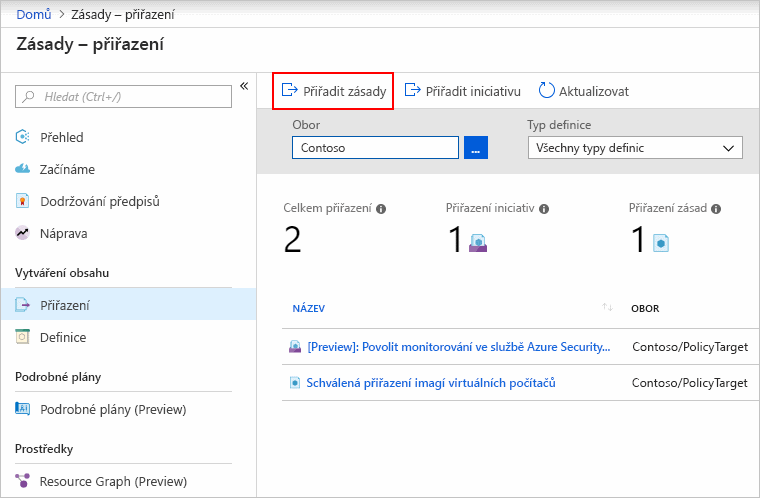 Domů > Zásady – přiřazení
Zásady – přiřazení
Hledat (Ctrl+/)
Přehled
Začínáme
Dodržování předpisů
Náprava
Vytváření obsahu
Přiřazení
Definice
Podrobné plány
Podrobné plány (Preview)
Prostředky
Resource Graph (Preview)
Přiřadit zásady
Přiřadit iniciativu
Aktualizovat
Obor
Typ definice
Contoso
...
Všechny typy definic
Celkem přiřazení
Přiřazení iniciativ
Přiřazení zásad
2
1
1
NÁZEV
OBOR
[Preview]: Povolit monitorování ve službě Azure Security...
Contoso/PolicyTarget
Schválená přiřazení imagí virtuálních počítačů
Contoso/PolicyTarget